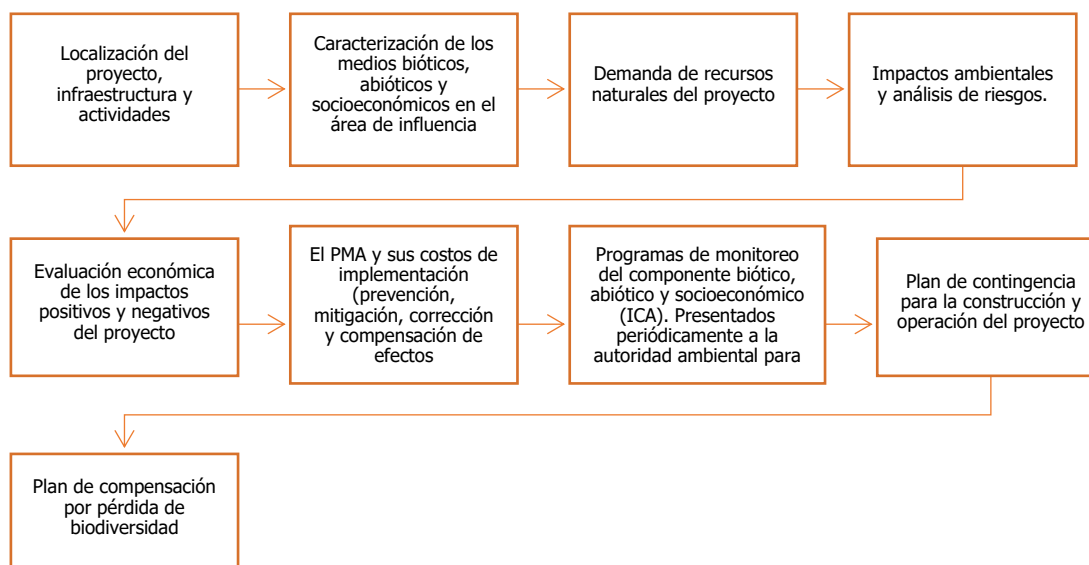 Localización del
proyecto,
infraestructura y
actividades
Caracterización de los
medios bióticos,
abióticos y
socioeconómicos en el
área de influencia
Demanda de recursos
naturales del proyecto
Impactos ambientales
y análisis de riesgos.
Evaluación económica
de los impactos
positivos y negativos
del proyecto
El PMA y sus costos de
implementación
(prevención,
mitigación, corrección
y compensación de
efectos
Programas de monitoreo
del componente biótico,
abiótico y socioeconómico
(ICA). Presentados
periódicamente a la
autoridad ambiental para
Plan de contingencia
para la construcción y
operación del proyecto
Plan de compensación
por pérdida de
biodiversidad